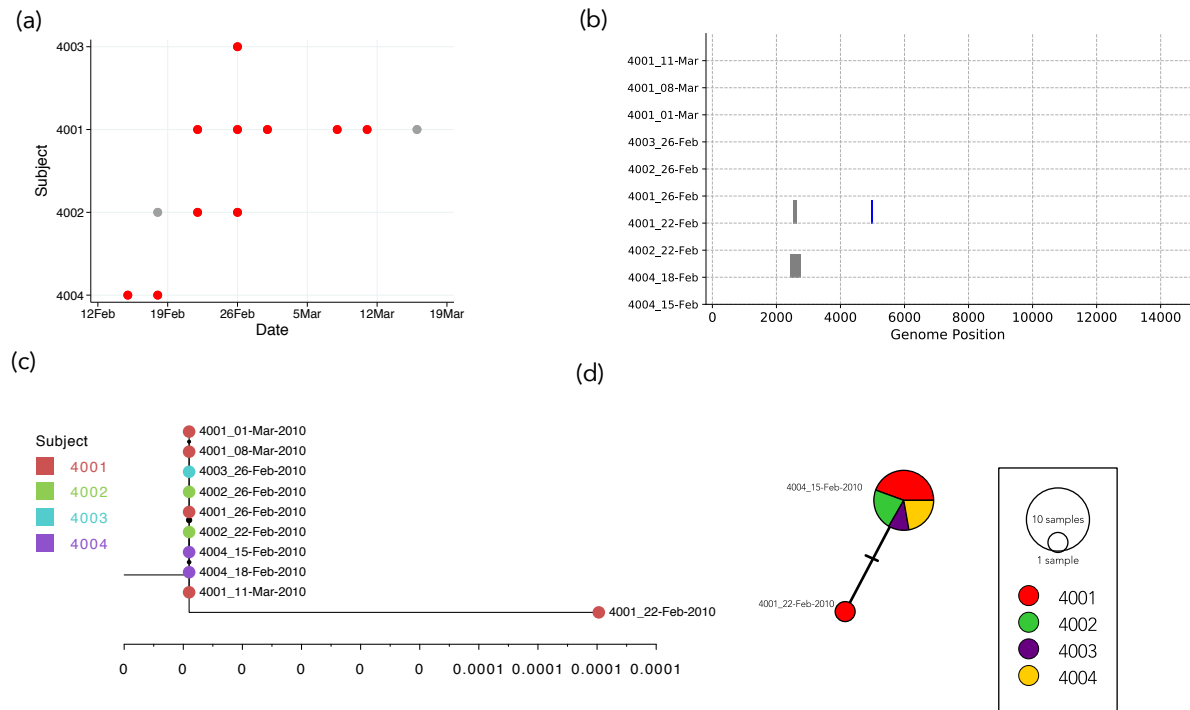 (a)
4003
4001
4002
4004
Subject
12Feb 19Feb 26Feb 5Mar 12Mar 19Mar
Date
(b)
4001_11-Mar
4001_08-Mar
4001_01-Mar
4003_26-Feb
4002_26-Feb
4001_26-Feb
4001_22-Feb
4002_22-Feb
4004_18-Feb
4004_15-Feb
0 2000 4000 6000 8000 10000 12000 14000
Genome Position
(c)
Subject
4001
4002
4003
4004
4001_01-Mar-2010
4001_08-Mar-2010
4003_26-Feb-2010
4002_26-Feb-2010
4001_26-Feb-2010
4002_22-Feb-2010
4004_15-Feb-2010
4004_18-Feb-2010
4001_11-Mar-2010
4001_22-Feb-2010
0 0 0 0 0 0 0.0001 0.0001 0.0001 0.0001
(d)
4004_15-Feb-2010
4001_22-Feb-2010
10 samples
1 sample
4001
4002
4003
4004